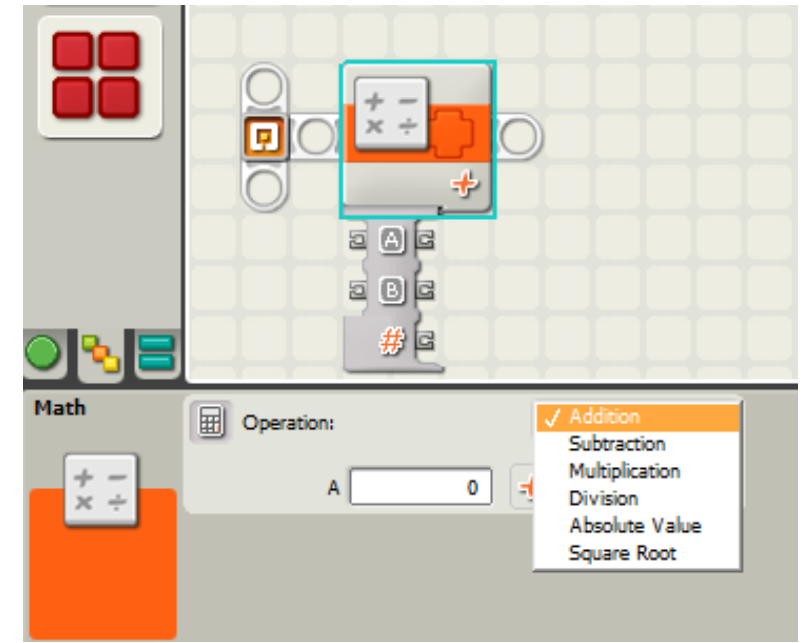 + −
× ÷
A
B
#
Math
Operation:
✓ Addition
Subtraction
Multiplication
Division
Absolute Value
Square Root
A 0
+ −
× ÷